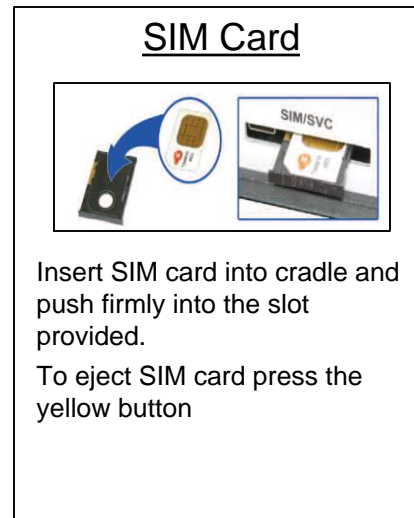 SIM Card
SIM/SVC
Insert SIM card into cradle and
push firmly into the slot
provided.
To eject SIM card press the
yellow button